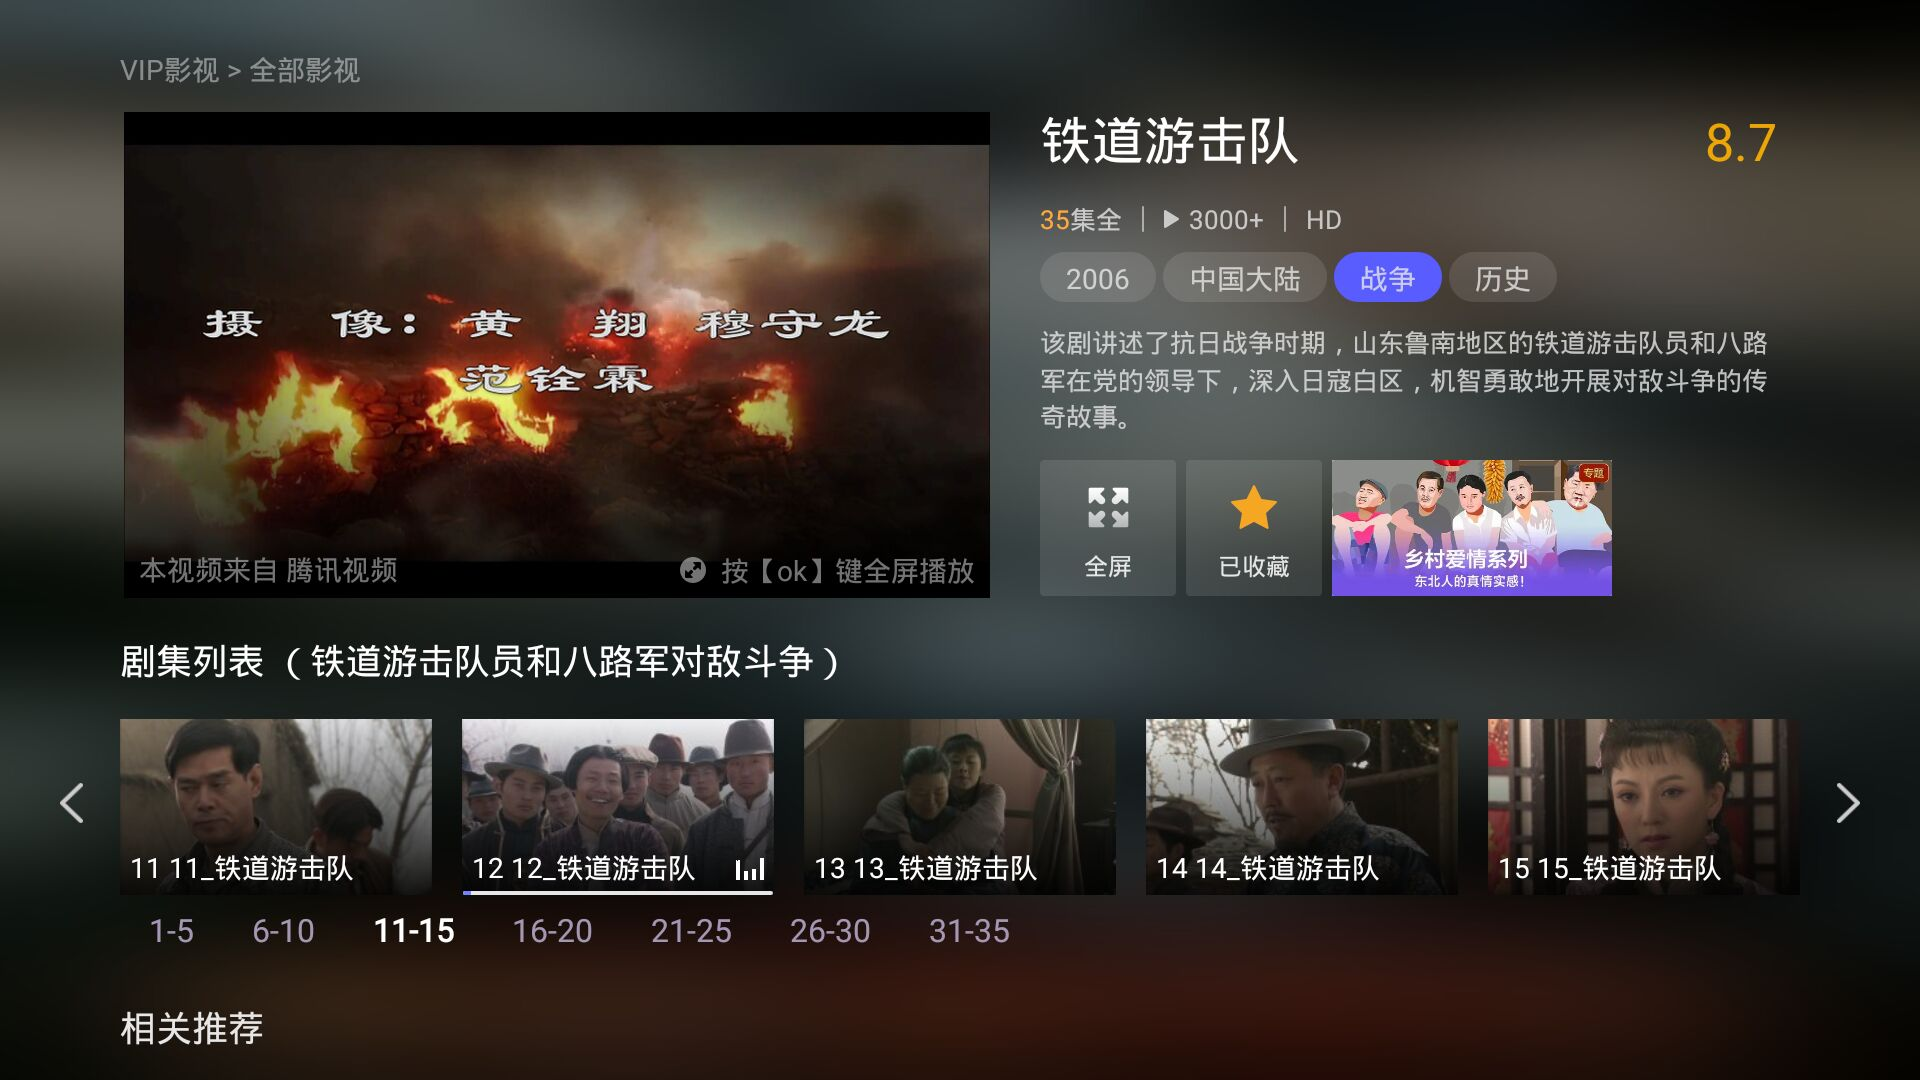 VIP影视 > 全部影视
铁道游击队
8.7
35集全 | 3000+ | HD
2006 中国大陆 战争 历史
该剧讲述了抗日战争时期，山东鲁南地区的铁道游击队员和八路
军在党的领导下，深入日寇白区，机智勇敢地开展对敌斗争的传
奇故事。
摄 像：黄 翔 穆守龙
范铨霖
本视频来自 腾讯视频
按【ok】键全屏播放
全屏
已收藏
专题
乡村爱情系列
东北人的真情实感！
剧集列表（铁道游击队员和八路军对敌斗争）
11 11_铁道游击队
12 12_铁道游击队
13 13_铁道游击队
14 14_铁道游击队
15 15_铁道游击队
1-5 6-10 11-15 16-20 21-25 26-30 31-35
相关推荐